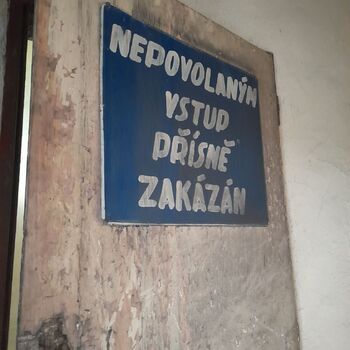 NEPOVOLANÝM
VSTUP
PŘÍSNĚ
ZAKÁZÁN